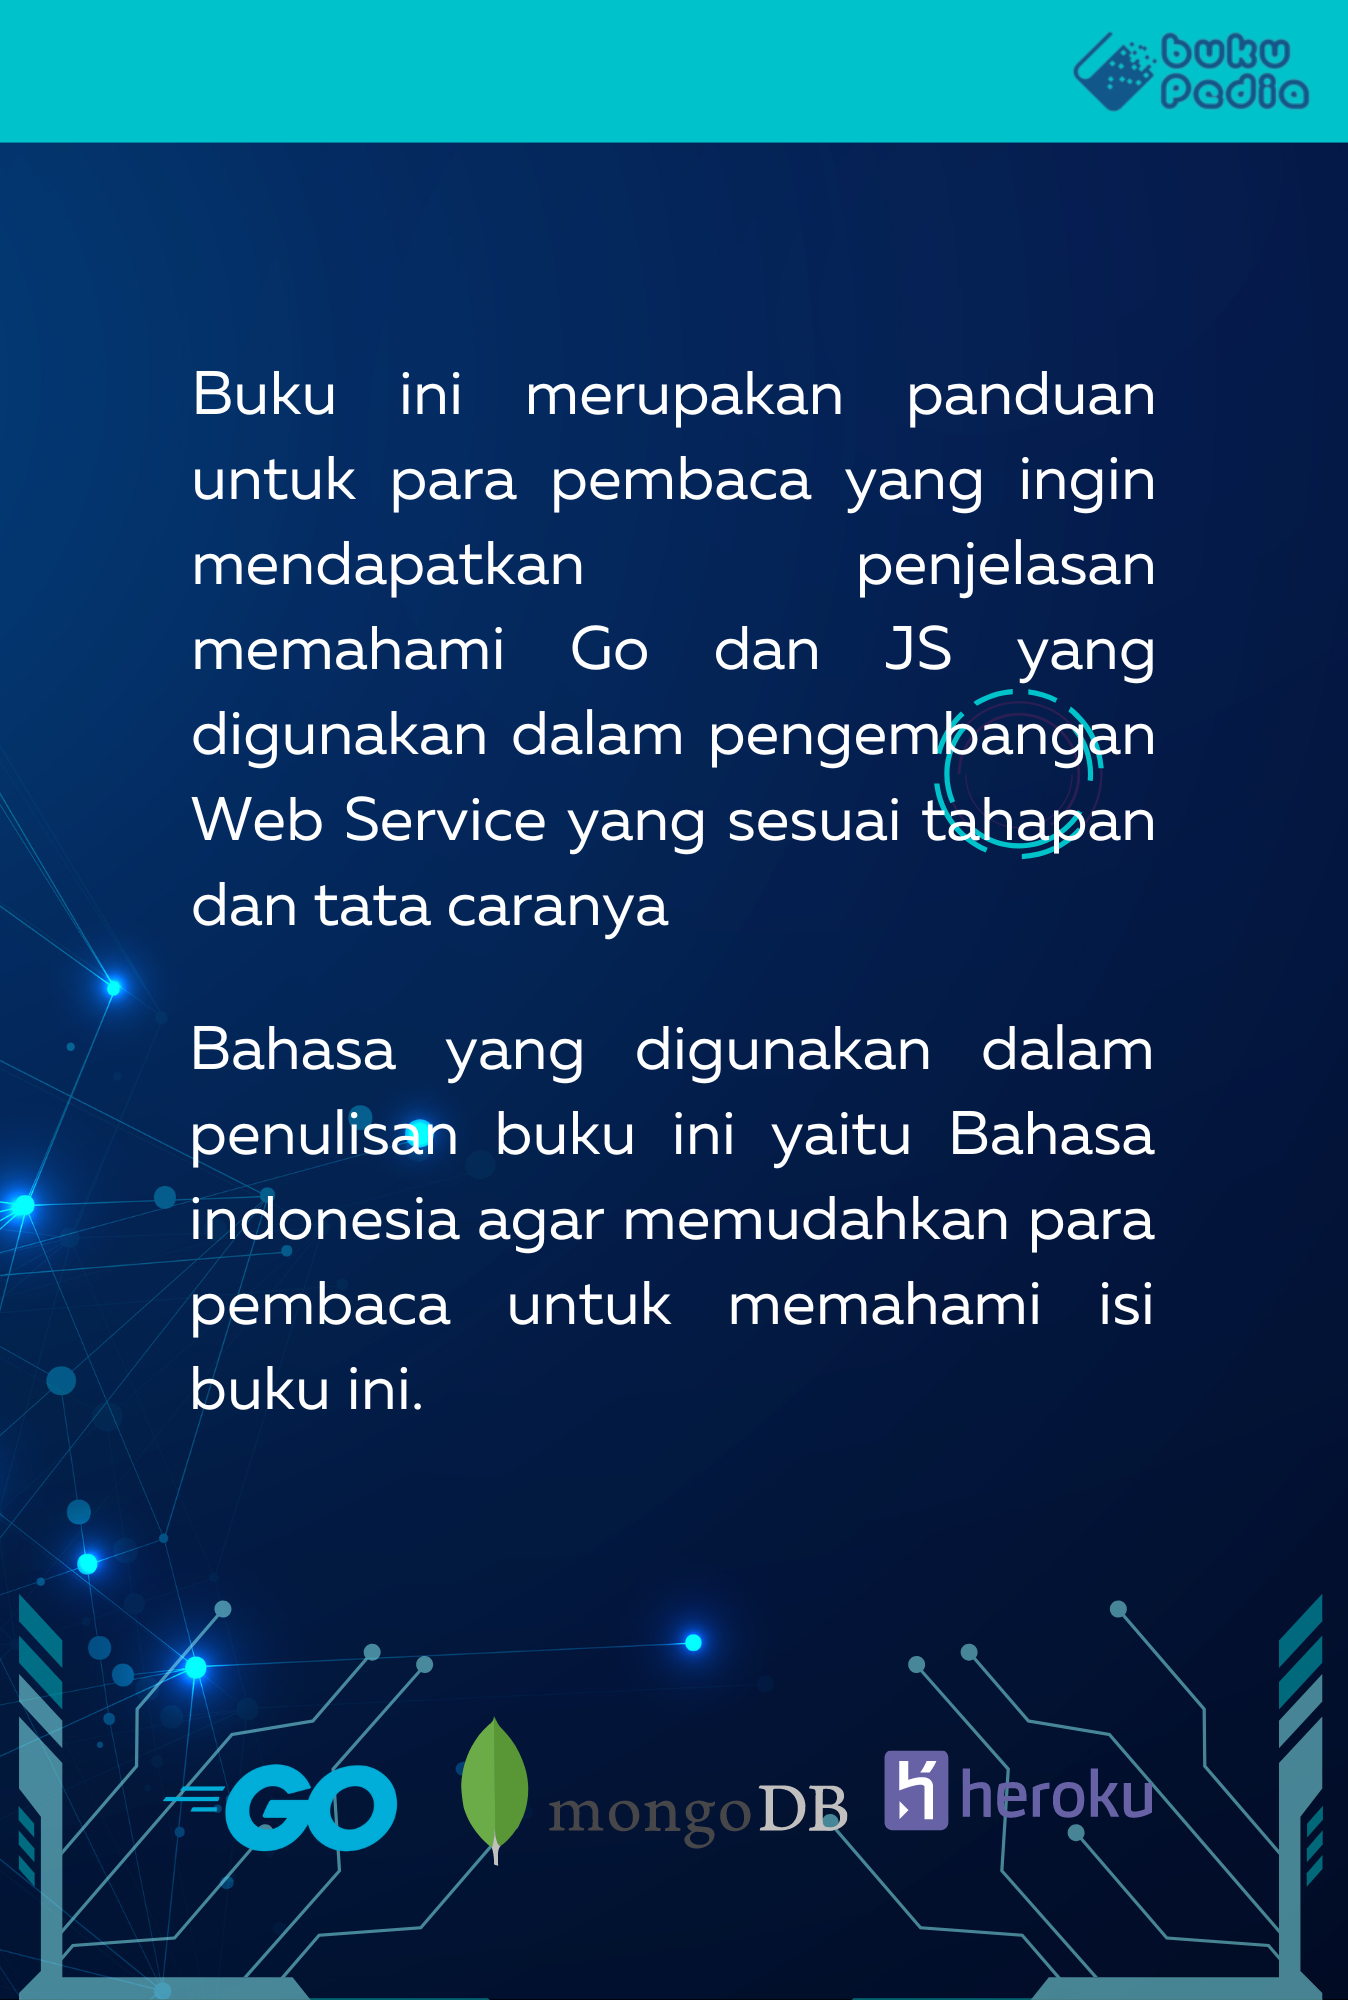 buku
Pedia
Buku ini merupakan panduan
untuk para pembaca yang ingin
mendapatkan penjelasan
memahami Go dan JS yang
digunakan dalam pengembangan
Web Service yang sesuai tahapan
dan tata caranya
Bahasa yang digunakan dalam
penulisan buku ini yaitu Bahasa
indonesia agar memudahkan para
pembaca untuk memahami isi
buku ini.
GO
mongoDB
heroku